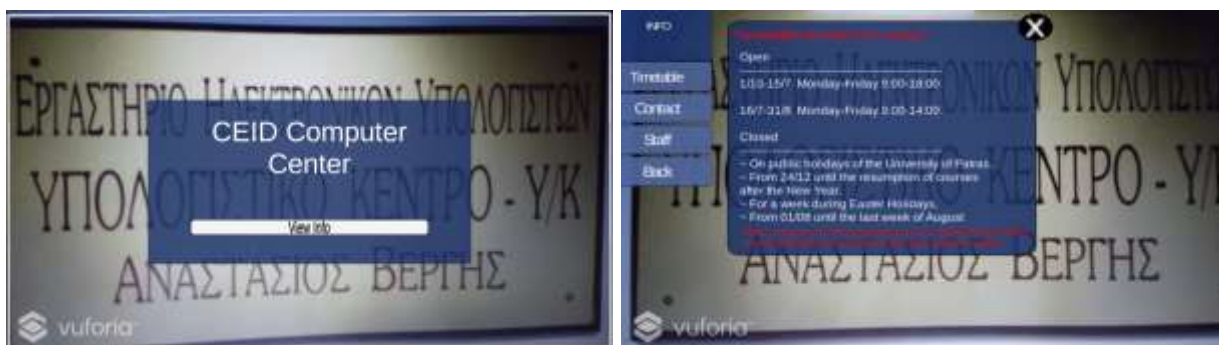 ΕΡΓΑΣΤΗΡΙΟ ΗΛΕΚΤΡΟΝΙΚΩΝ ΥΠΟΛΟΓΙΣΤΩΝ
CEID Computer
Center
View Info
ΥΠΟΛΟΓΙΣΤΙΚΟ ΚΕΝΤΡΟ - Υ/Κ
ΑΝΑΣΤΑΣΙΟΣ ΒΕΡΓΗΣ
vuforia
INFO
Timetable
Contact
Staff
Back
X
Open
1/10-15/7 Monday-Friday 9:00-18:00
16/7-31/8 Monday-Friday 9:00-14:00
Closed
- On public holidays of the University of Patras.
- From 24/12 until the resumption of courses
after the New Year.
- For a week during Easter Holidays.
- From 01/08 until the last week of August
ΥΠΟΛΟΓΙΣΤΩΝ
ΚΕΝΤΡΟ - Υ/
ΑΝΑΣΤΑΣΙΟΣ ΒΕΡΓΗΣ
vuforia